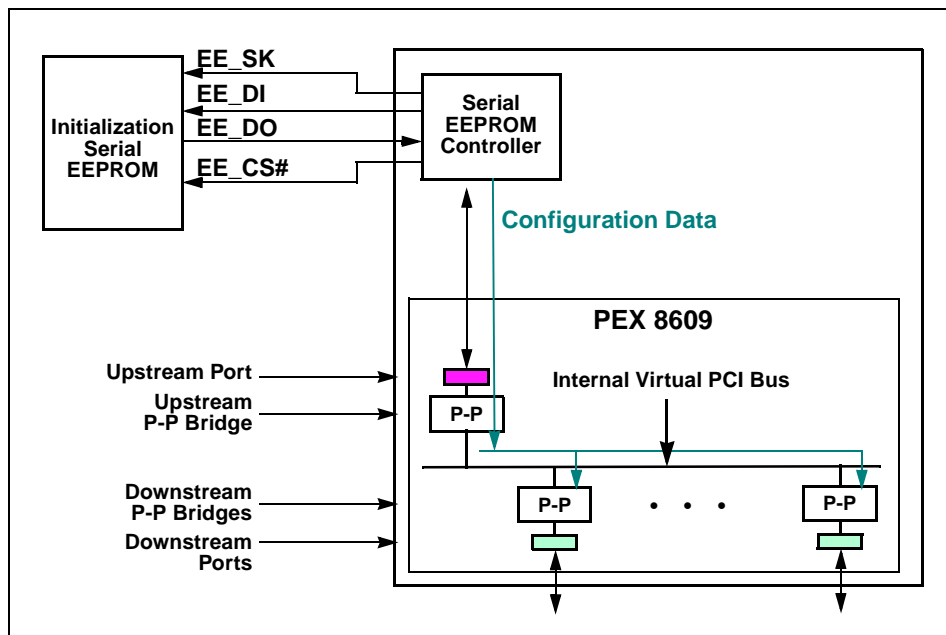 EE_SK
EE_DI
EE_DO
EE_CS#
Initialization
Serial
EEPROM
Serial
EEPROM
Controller
Configuration Data
PEX 8609
Upstream Port
Upstream
P-P Bridge
Internal Virtual PCI Bus
P-P
Downstream
P-P Bridges
Downstream
Ports
P-P
P-P